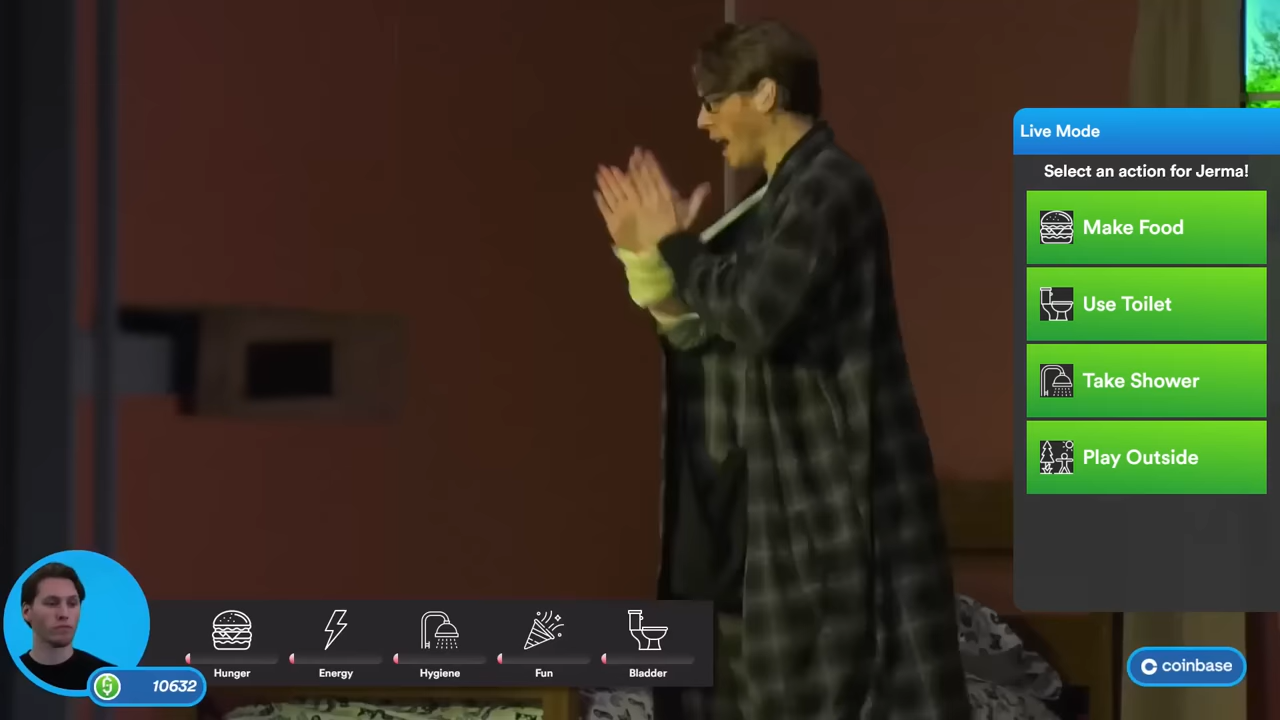 Live Mode
Select an action for Jerma!
Make Food
Use Toilet
Take Shower
Play Outside
Hunger
Energy
Hygiene
Fun
Bladder
10632
coinbase